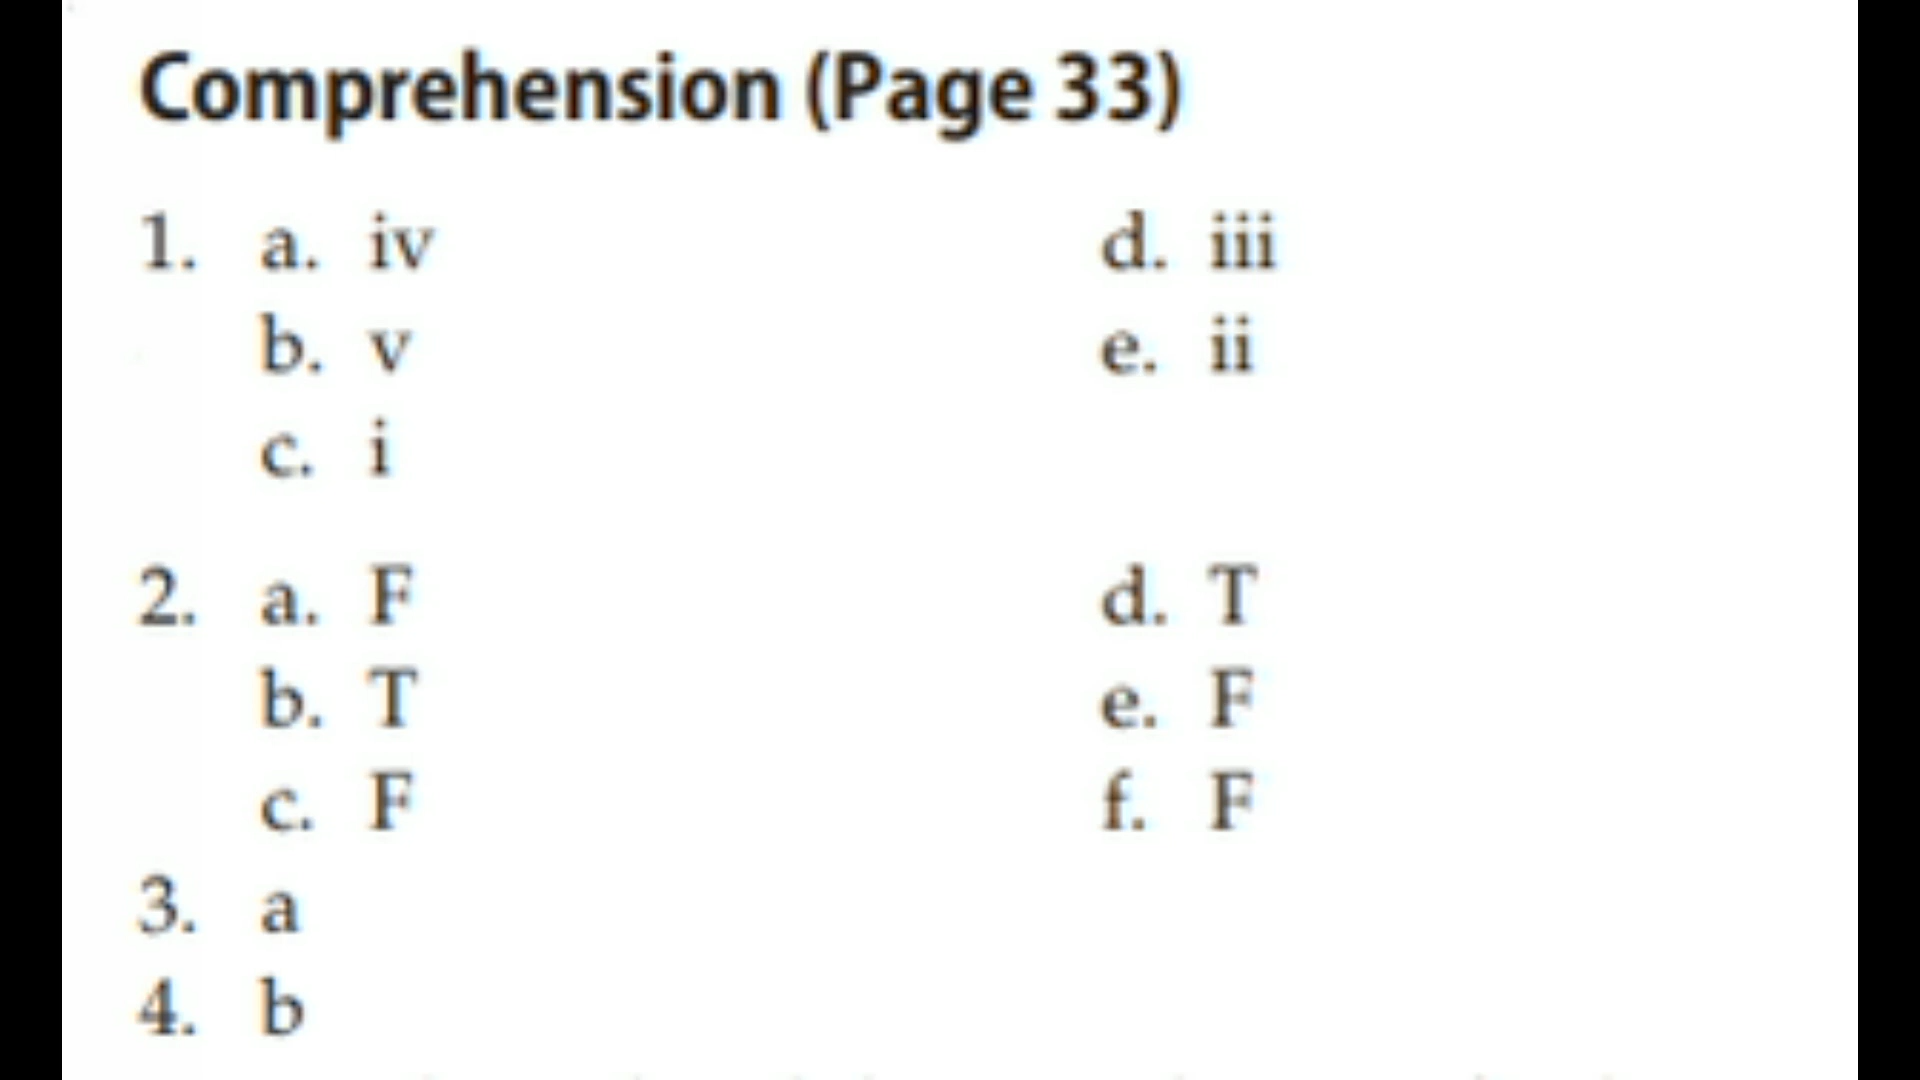 Comprehension (Page 33)
1. a. iv d. iii
b. v e. ii
c. i
2. a. F d. T
b. T e. F
c. F f. F
3. a
4. b